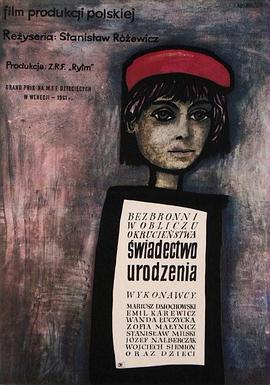 film produkcji polskiej
Reżyseria: Stanisław Różewicz
Produkcja: Z.R.F. „Rytm”
GRAND PRIX NA M.F.F. DZIECIĘCYCH
W WENECJI – 1961 r.
BEZBRONNI
W OBLICZU
OKRUCIEŃSTWA
świadectwo
urodzenia
WYKONAWCY:
MARIUSZ DMOCHOWSKI
EMIL KAREWICZ
WANDA ŁUCZYCKA
ZOFIA MAŁYNICZ
STANISŁAW MILSKI
JÓZEF NALBERCZAK
WOJCIECH SIEMION
ORAZ DZIECI